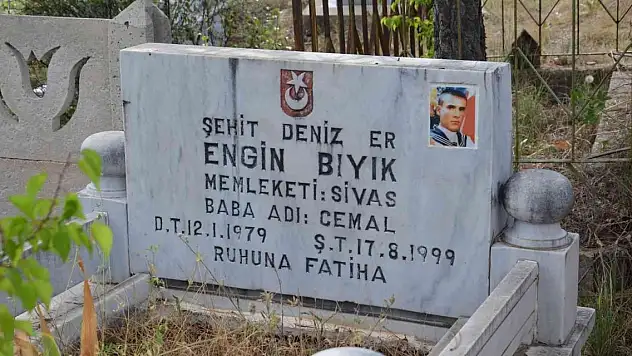 ŞEHİT DENİZ ER
ENGİN BIYIK
MEMLEKETİ: SİVAS
BABA ADI: CEMAL
D.T.12.1.1979 Ş.T.17.8.1999
RUHUNA FATİHA